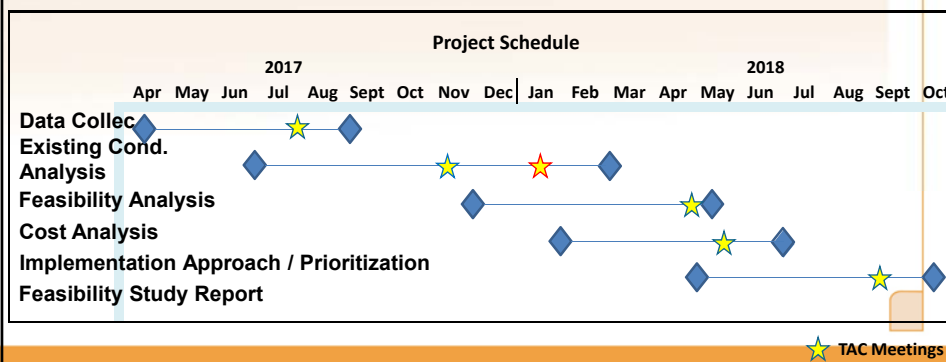 Project Schedule
2017 2018
Apr May Jun Jul Aug Sept Oct Nov Dec Jan Feb Mar Apr May Jun Jul Aug Sept Oct
Data Collec
Existing Cond.
Analysis
Feasibility Analysis
Cost Analysis
Implementation Approach / Prioritization
Feasibility Study Report
TAC Meetings